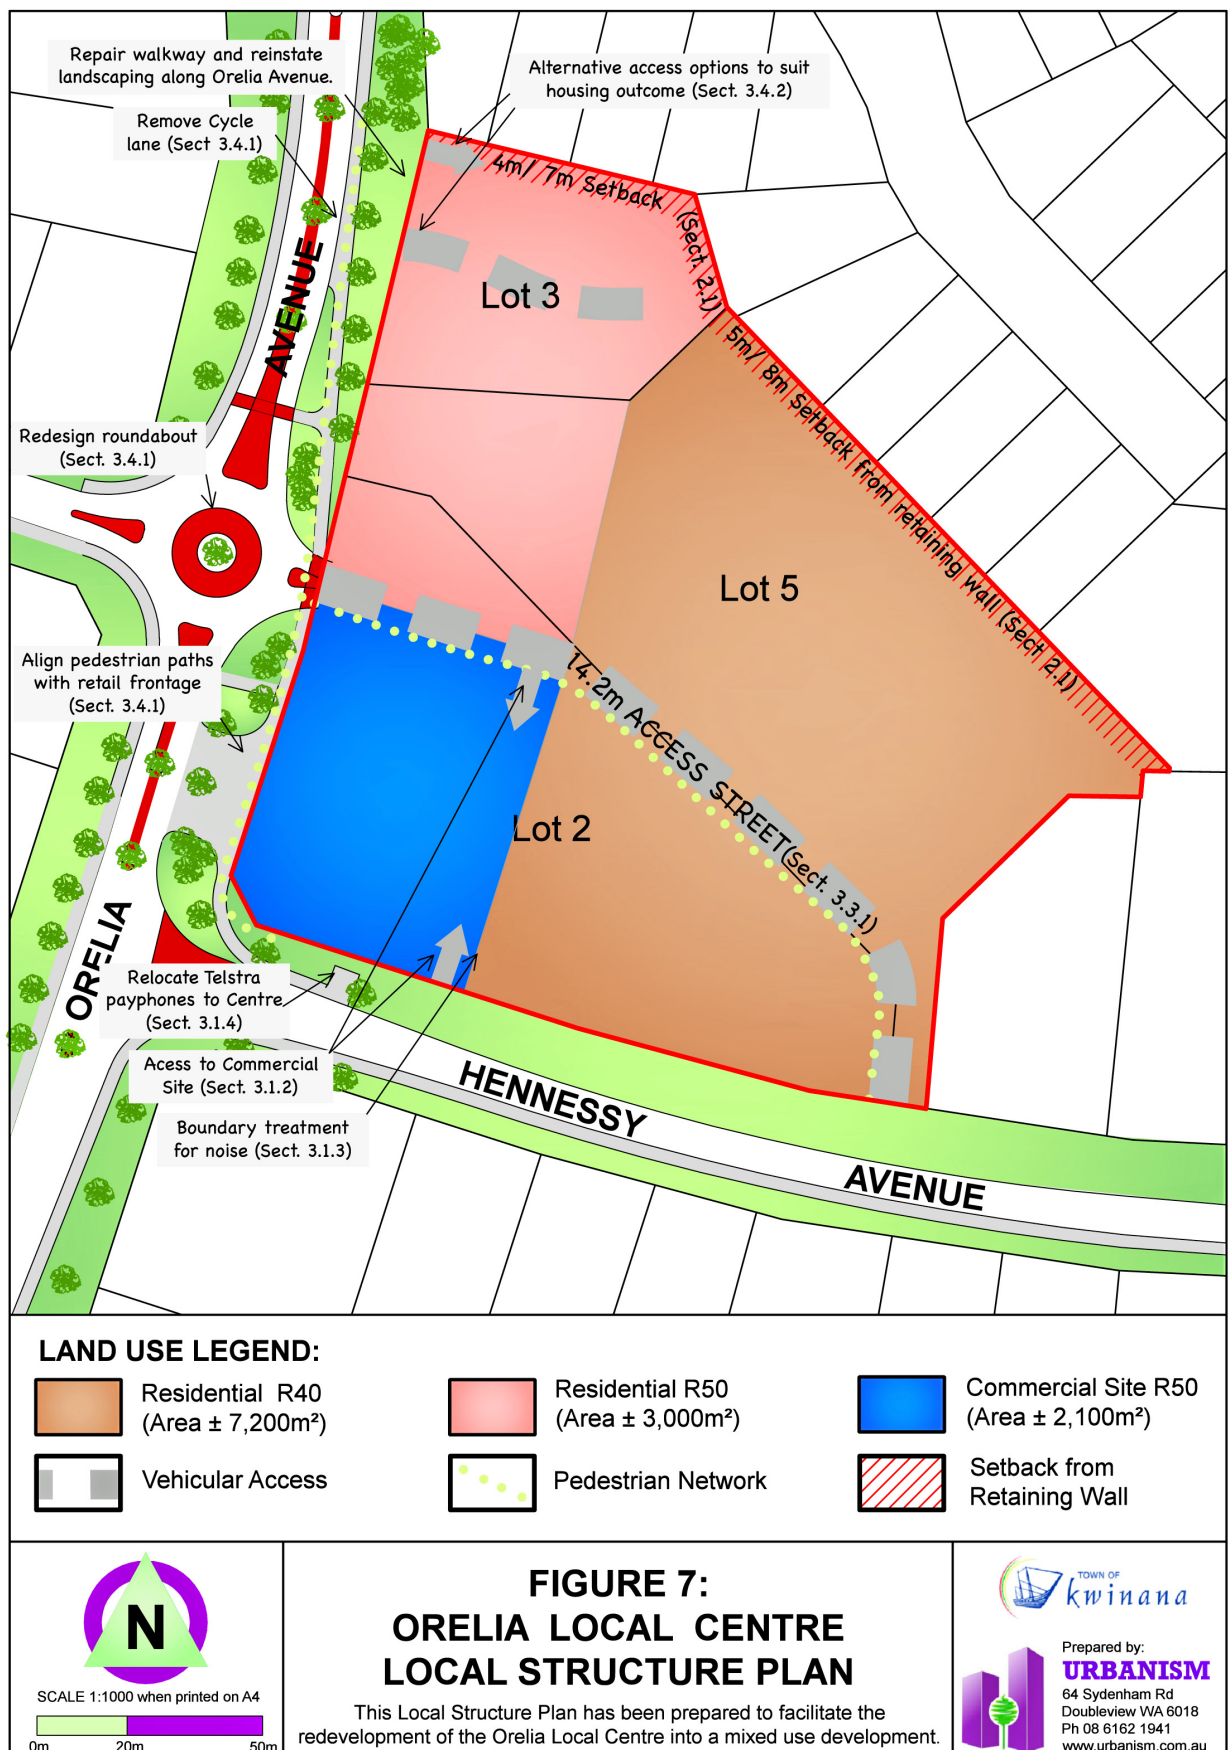 Repair walkway and reinstate
landscaping along Orelia Avenue.
Alternative access options to suit
housing outcome (Sect. 3.4.2)
Remove Cycle
lane (Sect 3.4.1)
4m/ 7m Setback (Sect. 2.1)
AVENUE
Lot 3
5m/ 8m Setback from retaining wall (Sect 2.1)
Redesign roundabout
(Sect. 3.4.1)
Lot 5
Align pedestrian paths
with retail frontage
(Sect. 3.4.1)
14.2m ACCESS STREET(Sect. 3.3.1)
Lot 2
ORELIA
Relocate Telstra
payphones to Centre
(Sect. 3.1.4)
Acess to Commercial
Site (Sect. 3.1.2)
Boundary treatment
for noise (Sect. 3.1.3)
HENNESSY
AVENUE
LAND USE LEGEND:
Residential R40
(Area ± 7,200m²)
Residential R50
(Area ± 3,000m²)
Commercial Site R50
(Area ± 2,100m²)
Vehicular Access
Pedestrian Network
Setback from
Retaining Wall
N
SCALE 1:1000 when printed on A4
0m 20m 50m
FIGURE 7:
ORELIA LOCAL CENTRE
LOCAL STRUCTURE PLAN
This Local Structure Plan has been prepared to facilitate the
redevelopment of the Orelia Local Centre into a mixed use development.
TOWN OF
kwinana
Prepared by:
URBANISM
64 Sydenham Rd
Doubleview WA 6018
Ph 08 6162 1941
www.urbanism.com.au